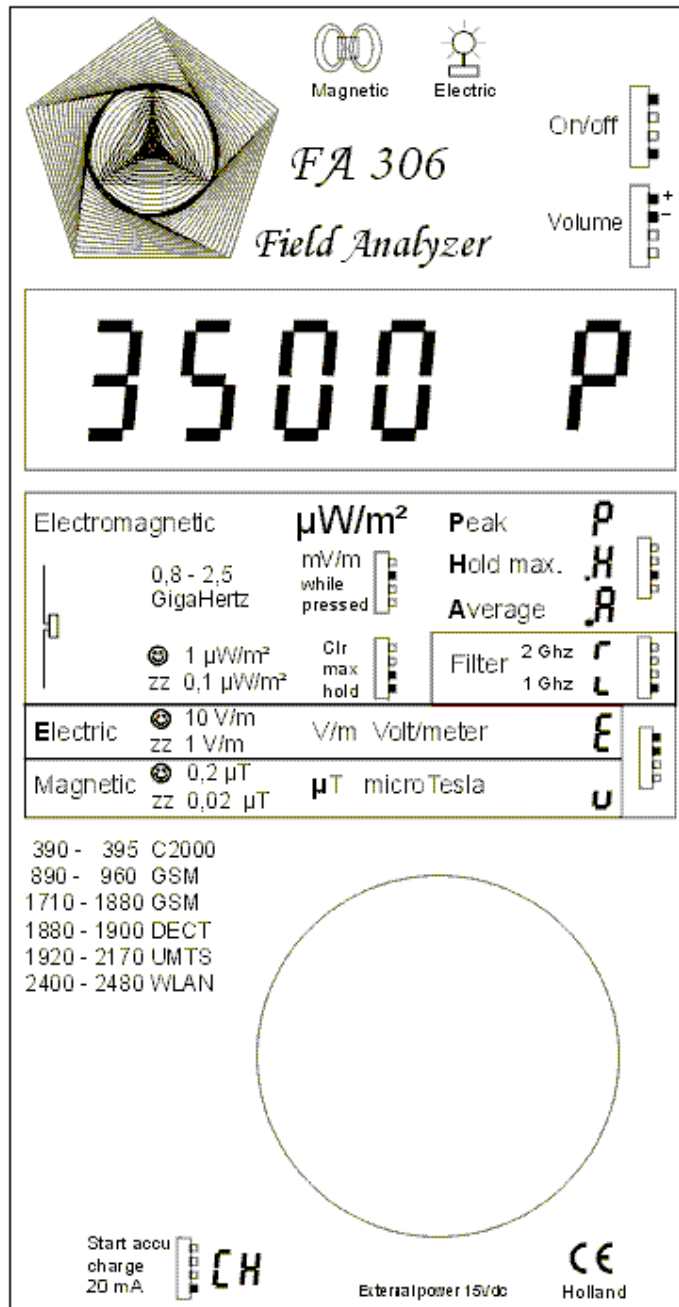 Magnetic Electric
On/off
FA 306
Volume + -
Field Analyzer
3500 P
Electromagnetic µW/m² Peak P
0,8 - 2,5
GigaHertz
mV/m
while
pressed
Hold max. .H
Average .A
☺ 1 µW/m²
zz 0,1 µW/m²
Clr
max
hold
Filter 2 Ghz
1 Ghz
Electric ☺ 10 V/m V/m Volt/meter E
zz 1 V/m
Magnetic ☺ 0,2 µT µT microTesla u
zz 0,02 µT
390 - 395 C2000
890 - 960 GSM
1710 - 1880 GSM
1880 - 1900 DECT
1920 - 2170 UMTS
2400 - 2480 WLAN
Start accu
charge
20 mA
CH
External power 15Vdc
CE
Holland